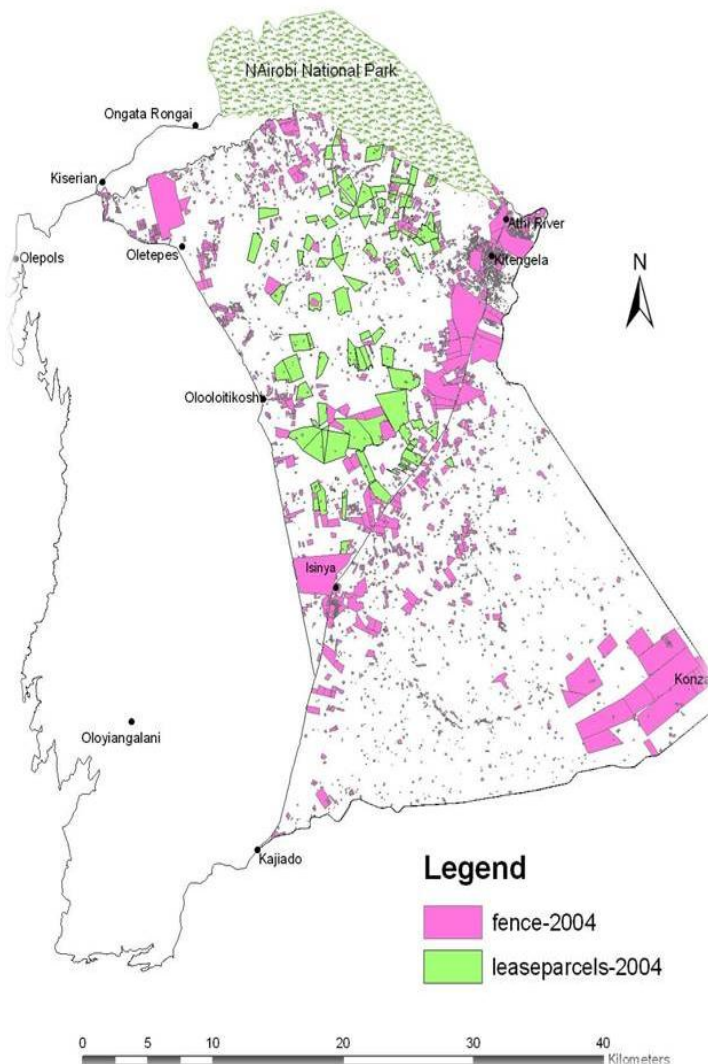 NAirobi National Park
Ongata Rongai
Kiserian
Athi River
Oletepes
Kitengela
Olepols
N
Olooloitikoshi
Isinya
Konza
Oloyiangalani
Kajiado
Legend
fence-2004
leaseparcels-2004
0 5 10 20 30 40
Kilometers